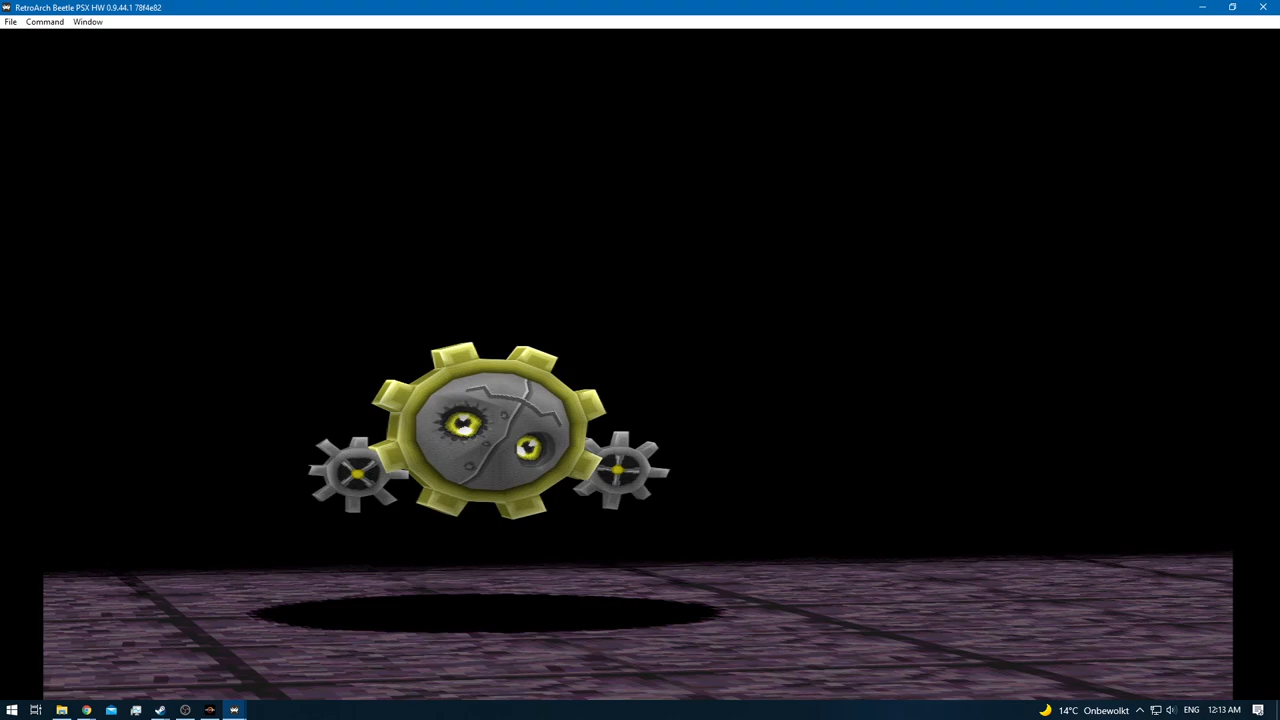 RetroArch Beetle PSX HW 0.9.44.1 78f4e82
File Command Window
14°C Onbewolkt ENG 12:13 AM